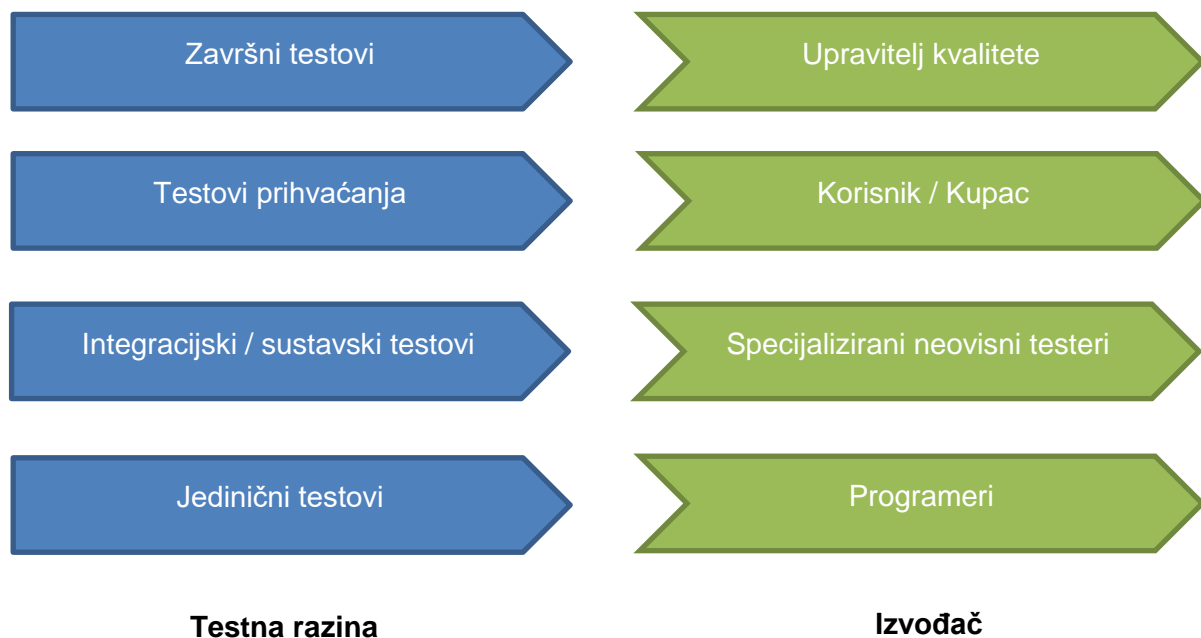 Završni testovi
Upravitelj kvalitete
Testovi prihvaćanja
Korisnik / Kupac
Integracijski / sustavski testovi
Specijalizirani neovisni testeri
Jedinični testovi
Programeri
Testna razina
Izvođač